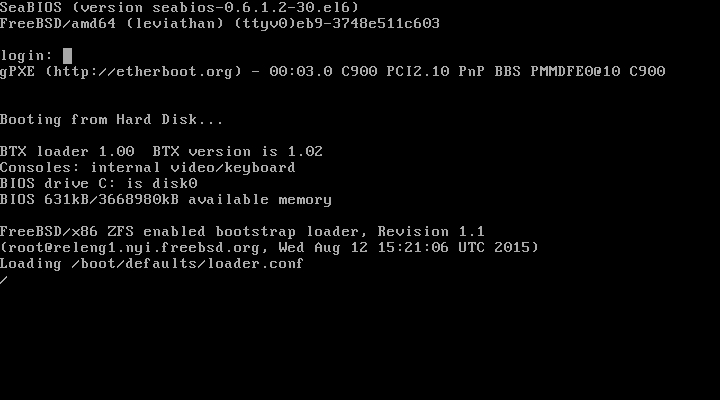 SeaBIOS (version seabios-0.6.1.2-30.el6)
FreeBSD/amd64 (leviathan) (ttyv0)eb9-3748e511c603
login:
gPXE (http://etherboot.org) - 00:03.0 C900 PCI2.10 PnP BBS PMMDFE0@10 C900
Booting from Hard Disk...
BTX loader 1.00  BTX version is 1.02
Consoles: internal video/keyboard
BIOS drive C: is disk0
BIOS 631kB/3668980kB available memory
FreeBSD/x86 ZFS enabled bootstrap loader, Revision 1.1
(root@releng1.nyi.freebsd.org, Wed Aug 12 15:21:06 UTC 2015)
Loading /boot/defaults/loader.conf
/